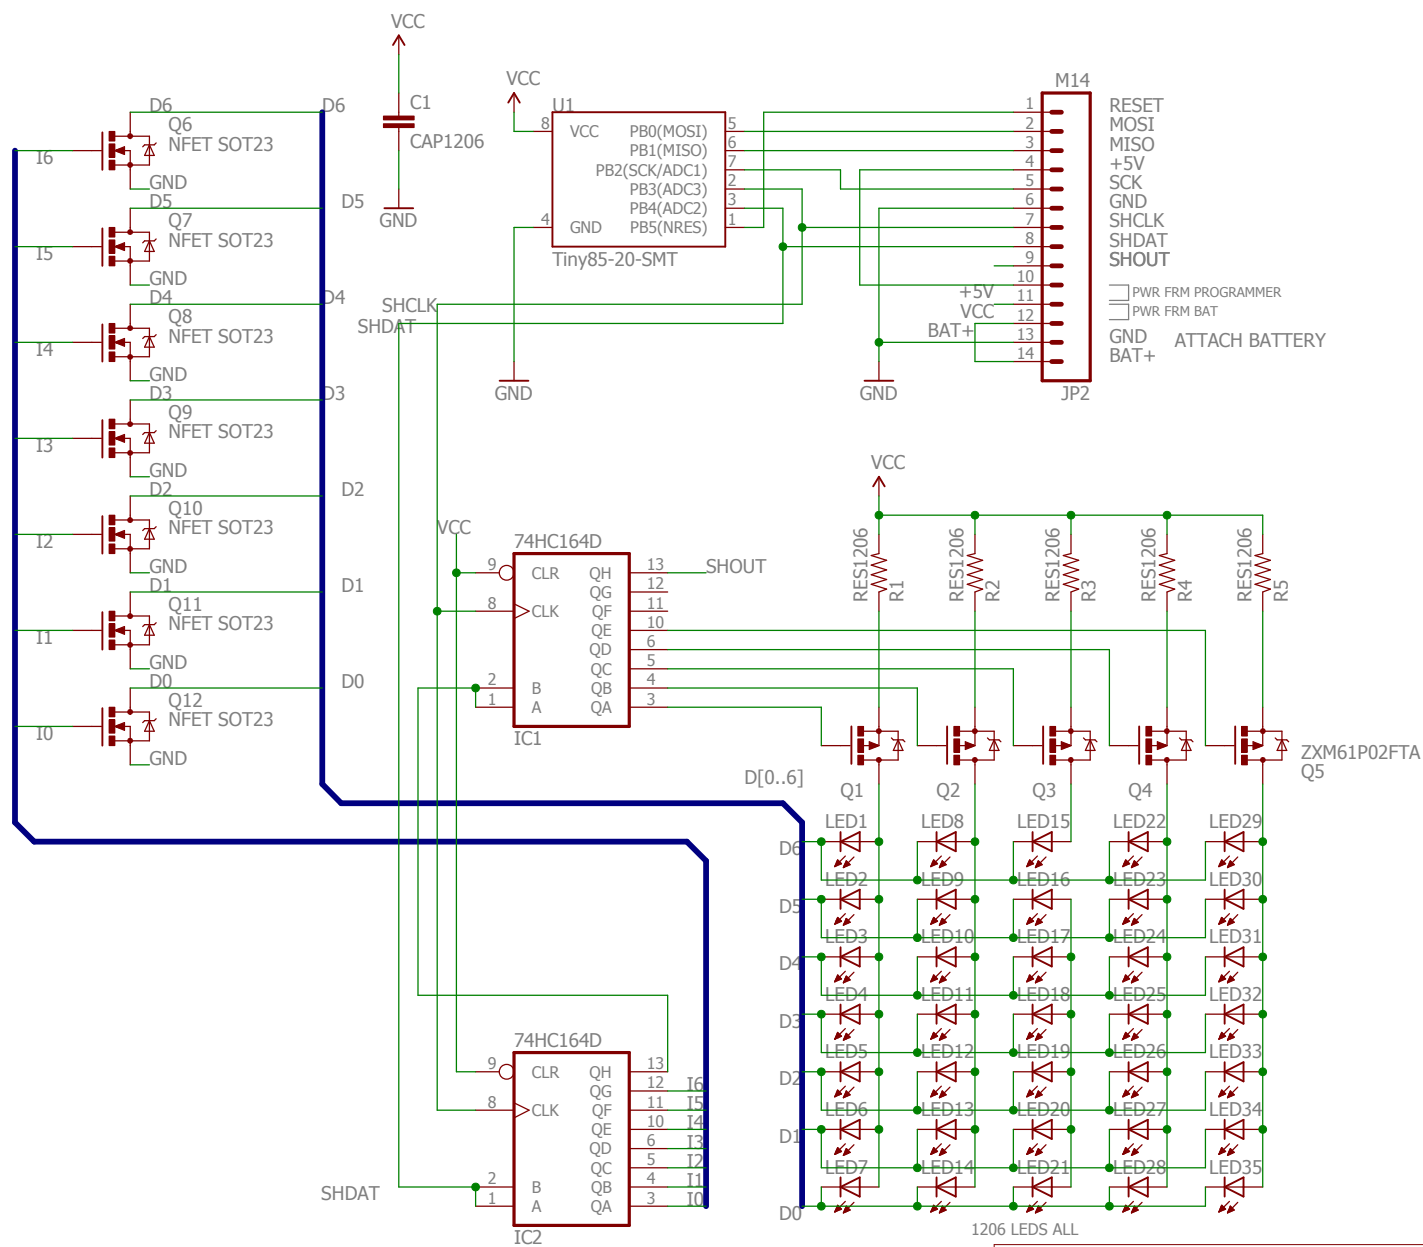 VCC
C1
CAP1206
GND
D6
D6
Q6
NFET SOT23
I6
GND
D5
D5
Q7
NFET SOT23
I5
GND
D4
D4
Q8
NFET SOT23
I4
GND
D3
D3
Q9
NFET SOT23
I3
GND
D2
D2
Q10
NFET SOT23
I2
GND
D1
D1
Q11
NFET SOT23
I1
GND
D0
D0
Q12
NFET SOT23
I0
GND
VCC
U1
8 VCC PB0(MOSI) 5
PB1(MISO) 6
PB2(SCK/ADC1) 7
PB3(ADC3) 2
PB4(ADC2) 3
4 GND PB5(NRES) 1
Tiny85-20-SMT
GND
SHCLK
SHDAT
M14
1 RESET
2 MOSI
3 MISO
4 +5V
5 SCK
6 GND
7 SHCLK
8 SHDAT
9 SHOUT
10
+5V 11 PWR FRM PROGRAMMER
VCC 12 PWR FRM BAT
BAT+ 13 GND ATTACH BATTERY
14 BAT+
JP2
GND
VCC
RES1206 R1
RES1206 R2
RES1206 R3
RES1206 R4
RES1206 R5
VCC
74HC164D
9 CLR QH 13 SHOUT
QG 12
8 CLK QF 11
QE 10
QD 6
QC 5
2 B QB 4
1 A QA 3
IC1
ZXM61P02FTA
Q5
D[0..6]
Q1 Q2 Q3 Q4
LED1 LED8 LED15 LED22 LED29
D6
LED2 LED9 LED16 LED23 LED30
D5
LED3 LED10 LED17 LED24 LED31
D4
LED4 LED11 LED18 LED25 LED32
D3
LED5 LED12 LED19 LED26 LED33
D2
LED6 LED13 LED20 LED27 LED34
D1
LED7 LED14 LED21 LED28 LED35
D0
1206 LEDS ALL
74HC164D
9 CLR QH 13
QG 12 I6
8 CLK QF 11 I5
QE 10 I4
QD 6 I3
QC 5 I2
SHDAT 2 B QB 4 I1
1 A QA 3 I0
IC2